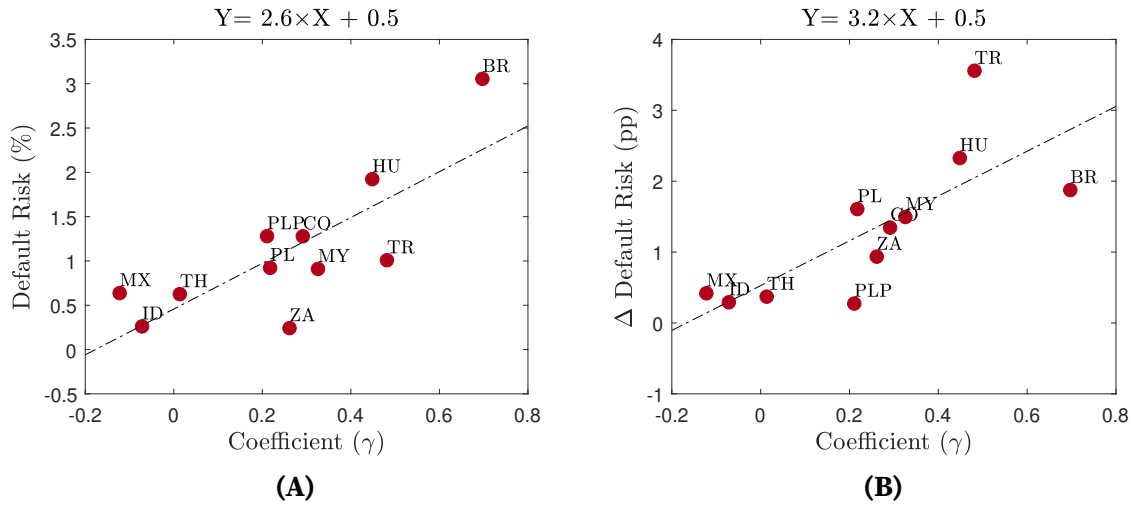 Y= 2.6×X + 0.5
Default Risk (%)
3.5
3
2.5
2
1.5
1
0.5
0
-0.5
BR
HU
PLP
CO
PL
MY
TR
MX
TH
ID
ZA
-0.2
0
0.2
0.4
0.6
0.8
Coefficient (γ)
(A)
Y= 3.2×X + 0.5
Δ Default Risk (pp)
4
3
2
1
0
-1
TR
HU
BR
PL
MY
CO
ZA
MX
ID
TH
PLP
-0.2
0
0.2
0.4
0.6
0.8
Coefficient (γ)
(B)